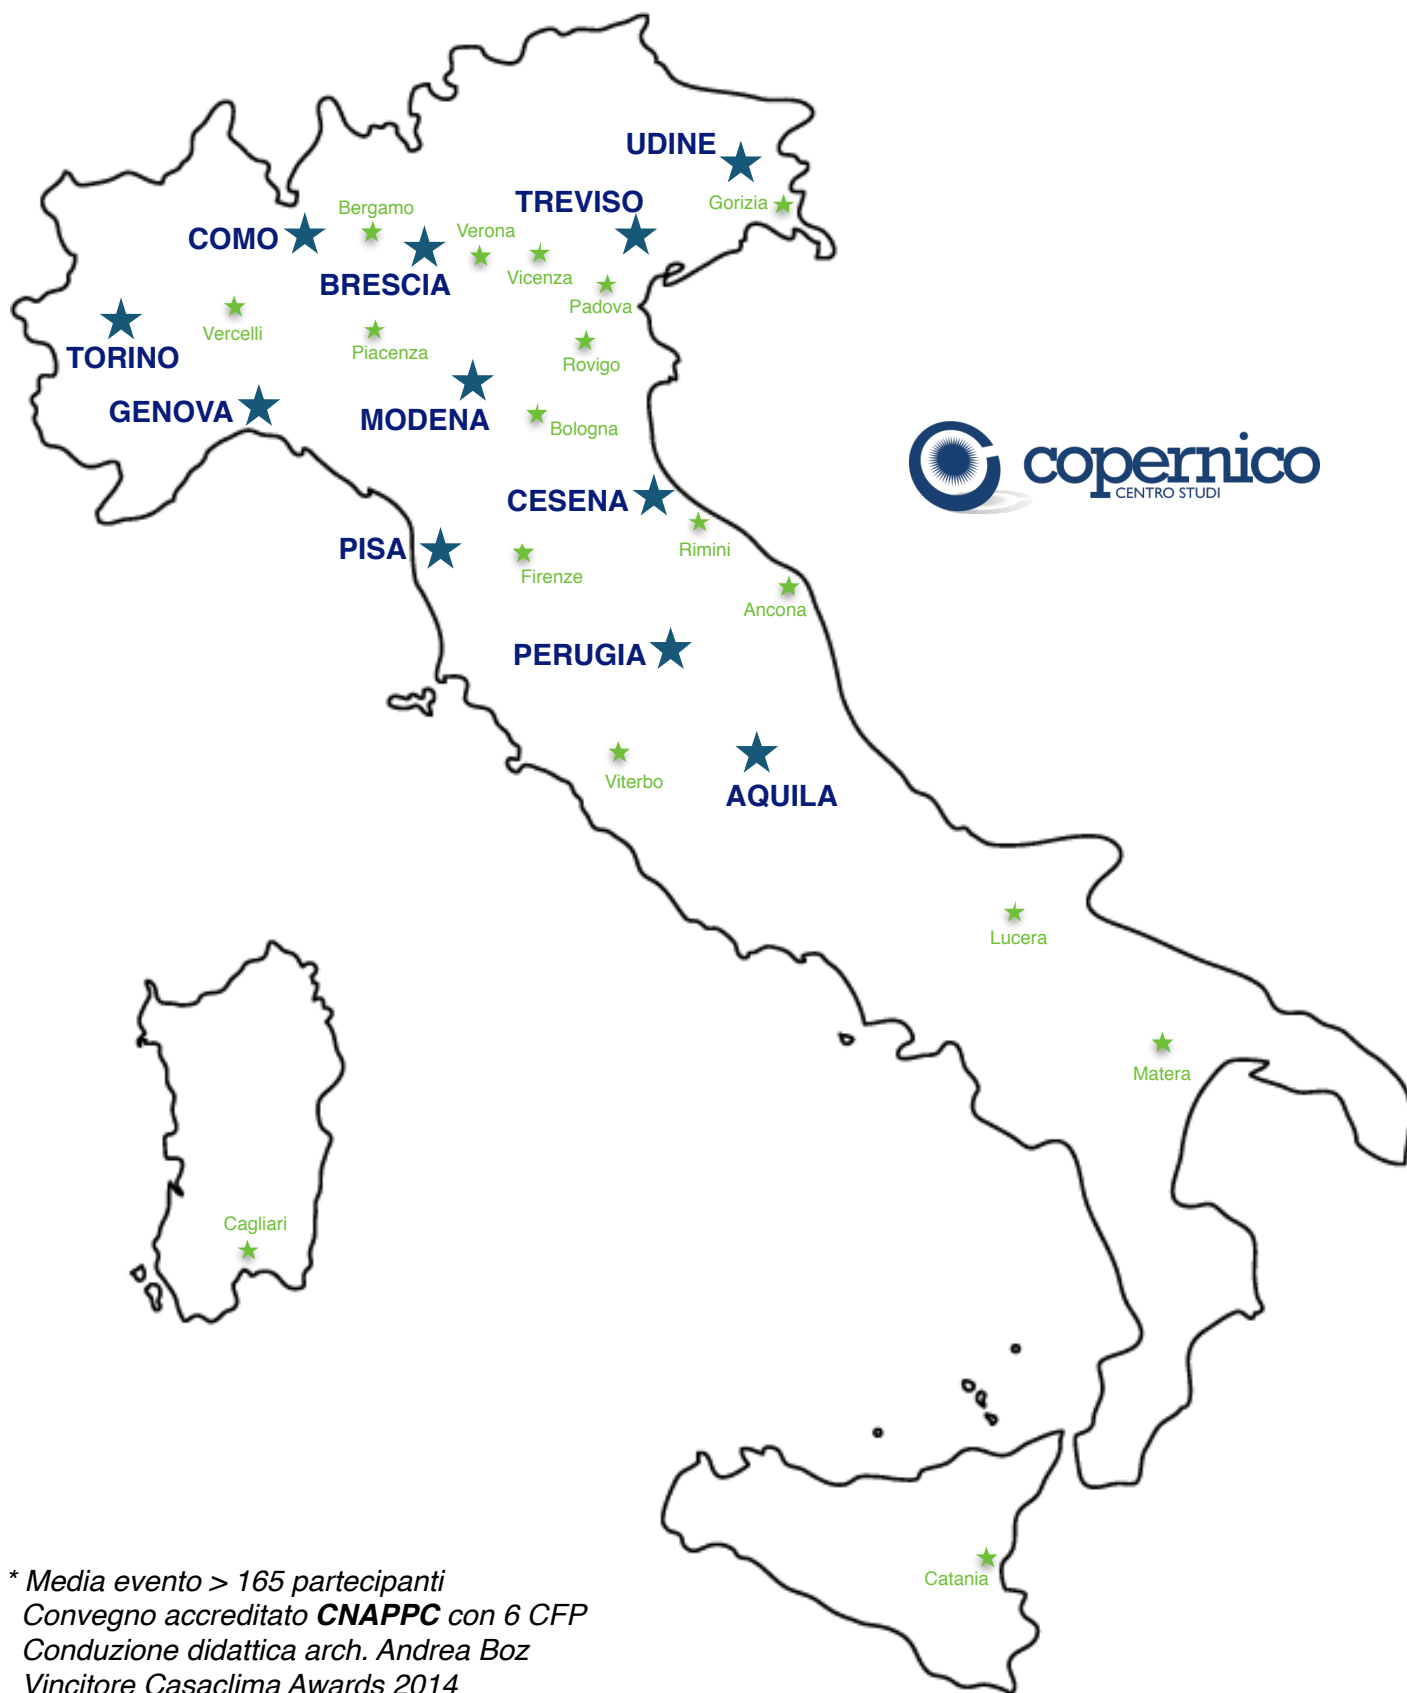 UDINE
TREVISO
Gorizia
Bergamo
COMO
Verona
BRESCIA
Vicenza
Padova
Vercelli
TORINO
Piacenza
Rovigo
GENOVA
MODENA
Bologna
copernico
CENTRO STUDI
CESENA
PISA
Rimini
Firenze
Ancona
PERUGIA
Viterbo
AQUILA
Lucera
Matera
Cagliari
Catania
* Media evento > 165 partecipanti
Convegno accreditato CNAPPC con 6 CFP
Conduzione didattica arch. Andrea Boz
Vincitore Casaclima Awards 2014